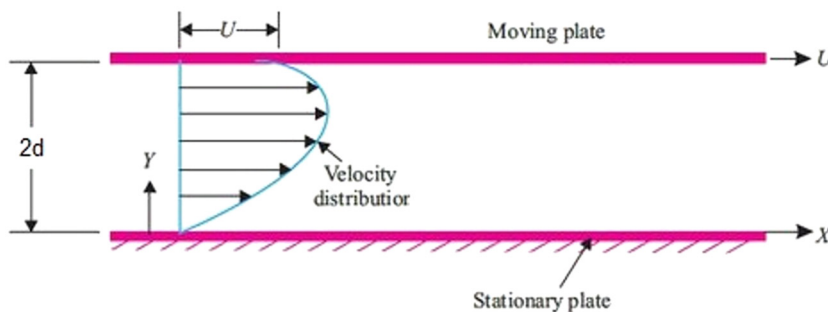 U
Moving plate
U
2d
Y
Velocity
distributior
X
Stationary plate